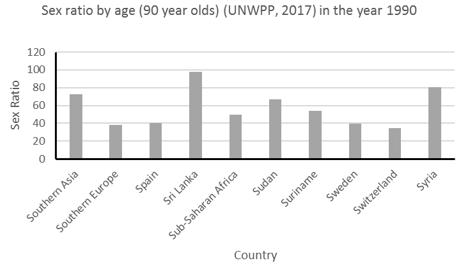 Sex ratio by age (90 year olds) (UNWPP, 2017) in the year 1990
120
100
80
60
40
20
0
Sex Ratio
Southern Asia
Southern Europe
Spain
Sri Lanka
Sub-Saharan Africa
Sudan
Suriname
Sweden
Switzerland
Syria
Country